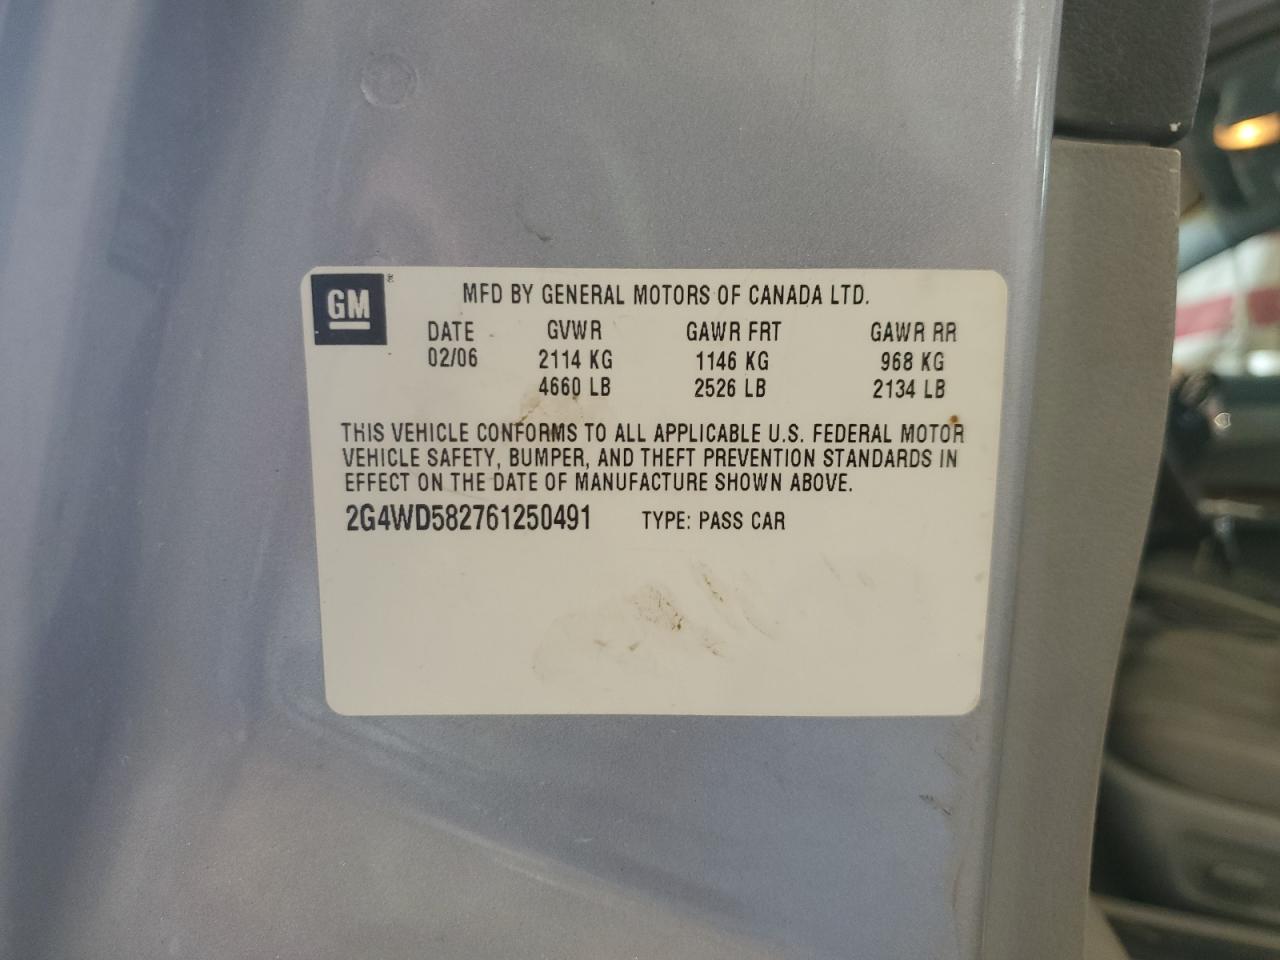 GM
MFD BY GENERAL MOTORS OF CANADA LTD.
DATE GVWR GAWR FRT GAWR RR
02/06 2114 KG 1146 KG 968 KG
4660 LB 2526 LB 2134 LB
THIS VEHICLE CONFORMS TO ALL APPLICABLE U.S. FEDERAL MOTOR
VEHICLE SAFETY, BUMPER, AND THEFT PREVENTION STANDARDS IN
EFFECT ON THE DATE OF MANUFACTURE SHOWN ABOVE.
2G4WD582761250491 TYPE: PASS CAR